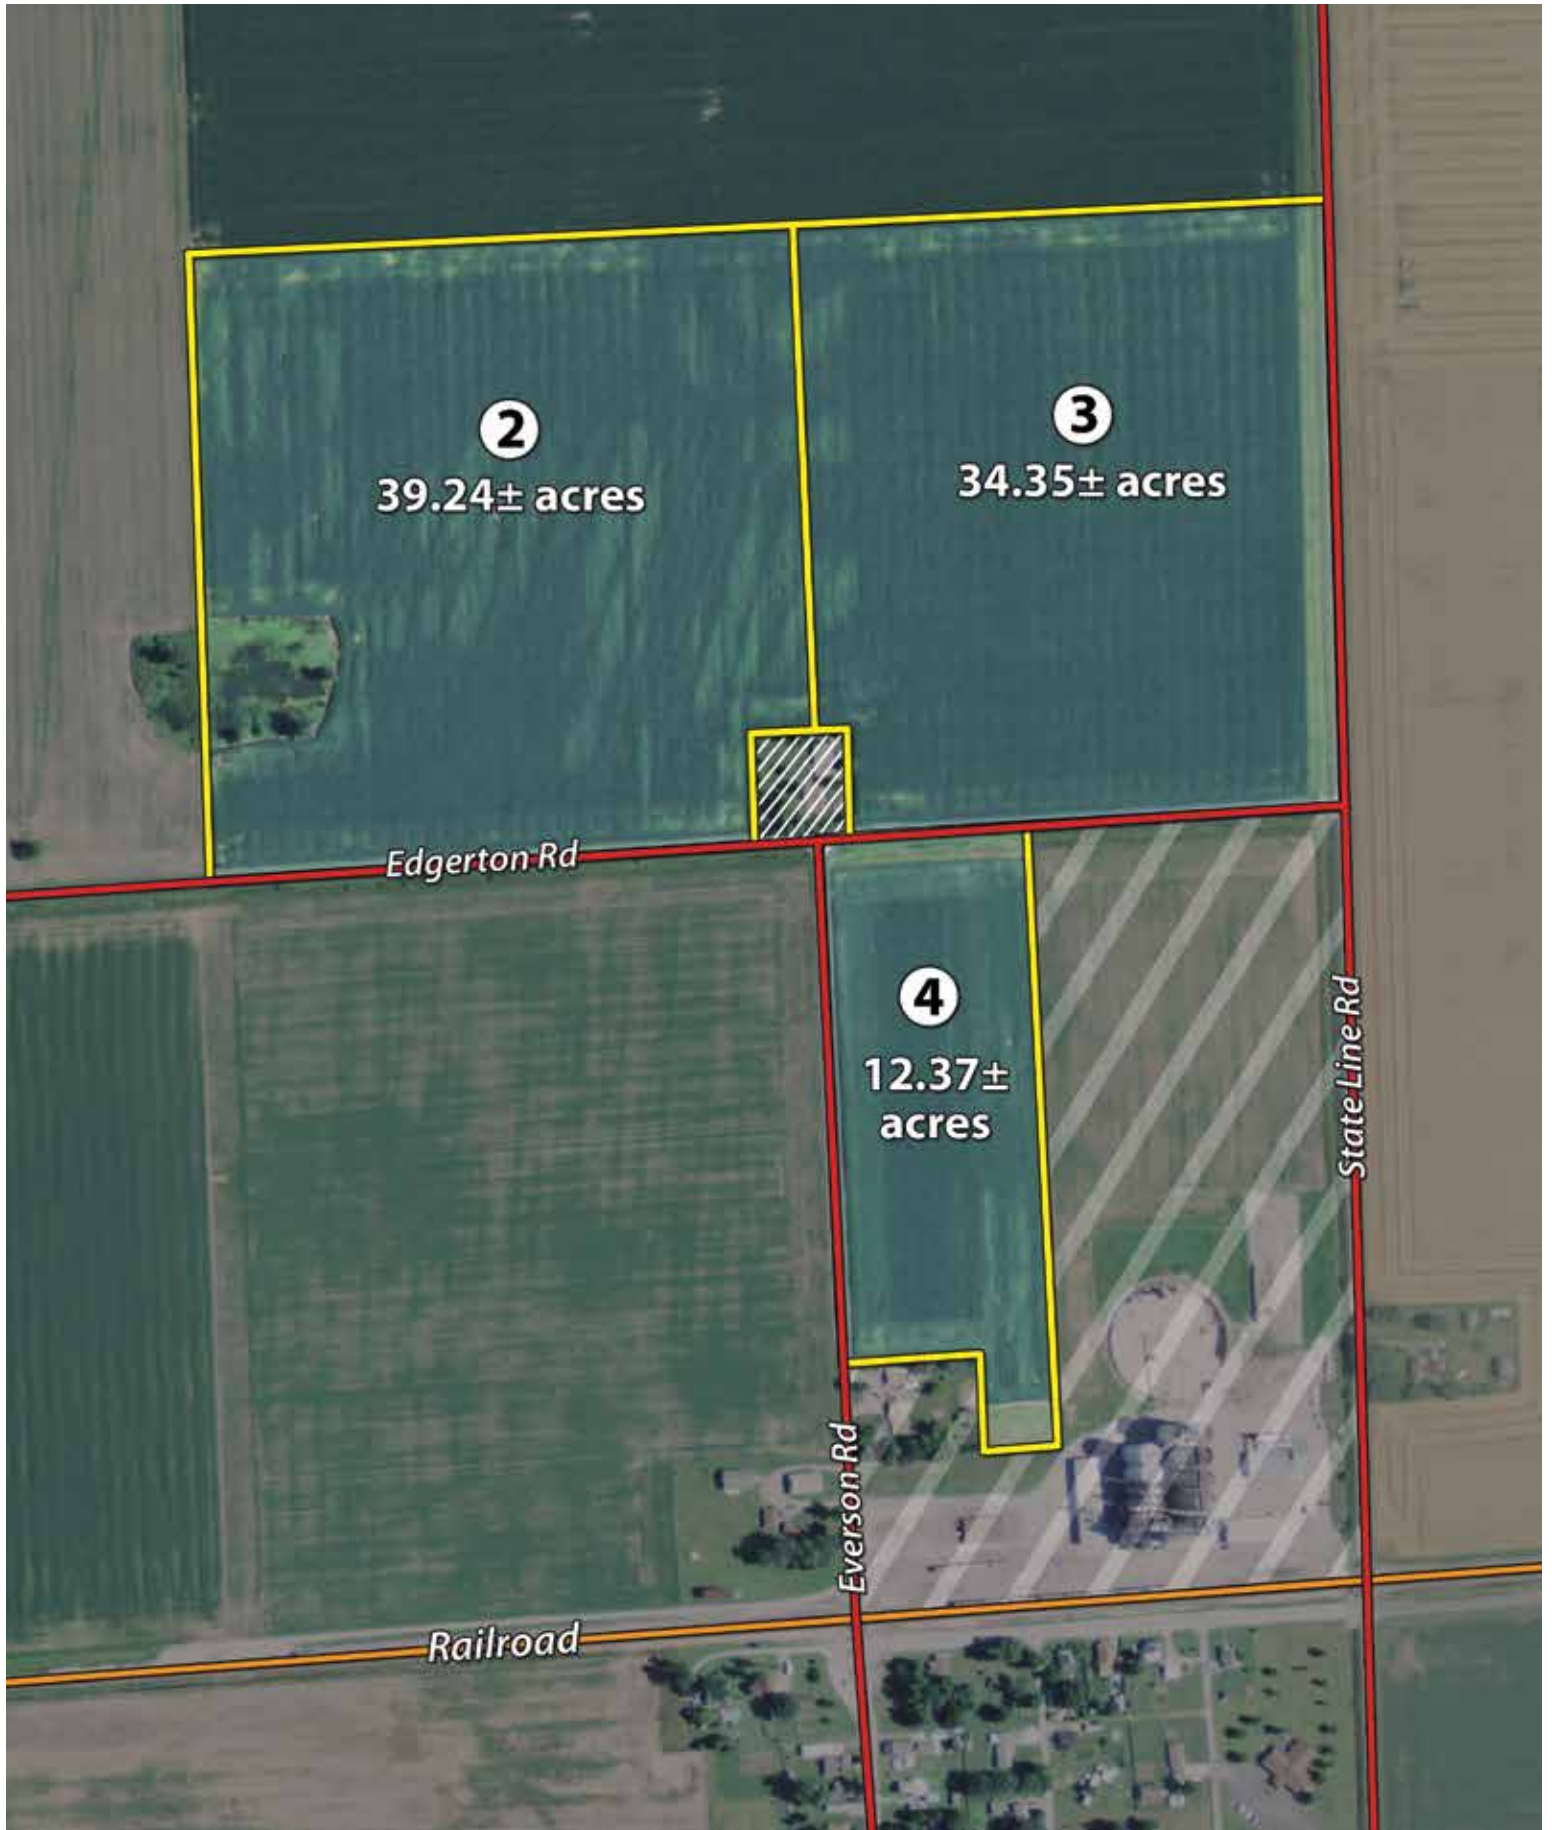 2
39.24± acres
3
34.35± acres
Edgerton Rd
4
12.37±
acres
State Line Rd
Everson Rd
Railroad